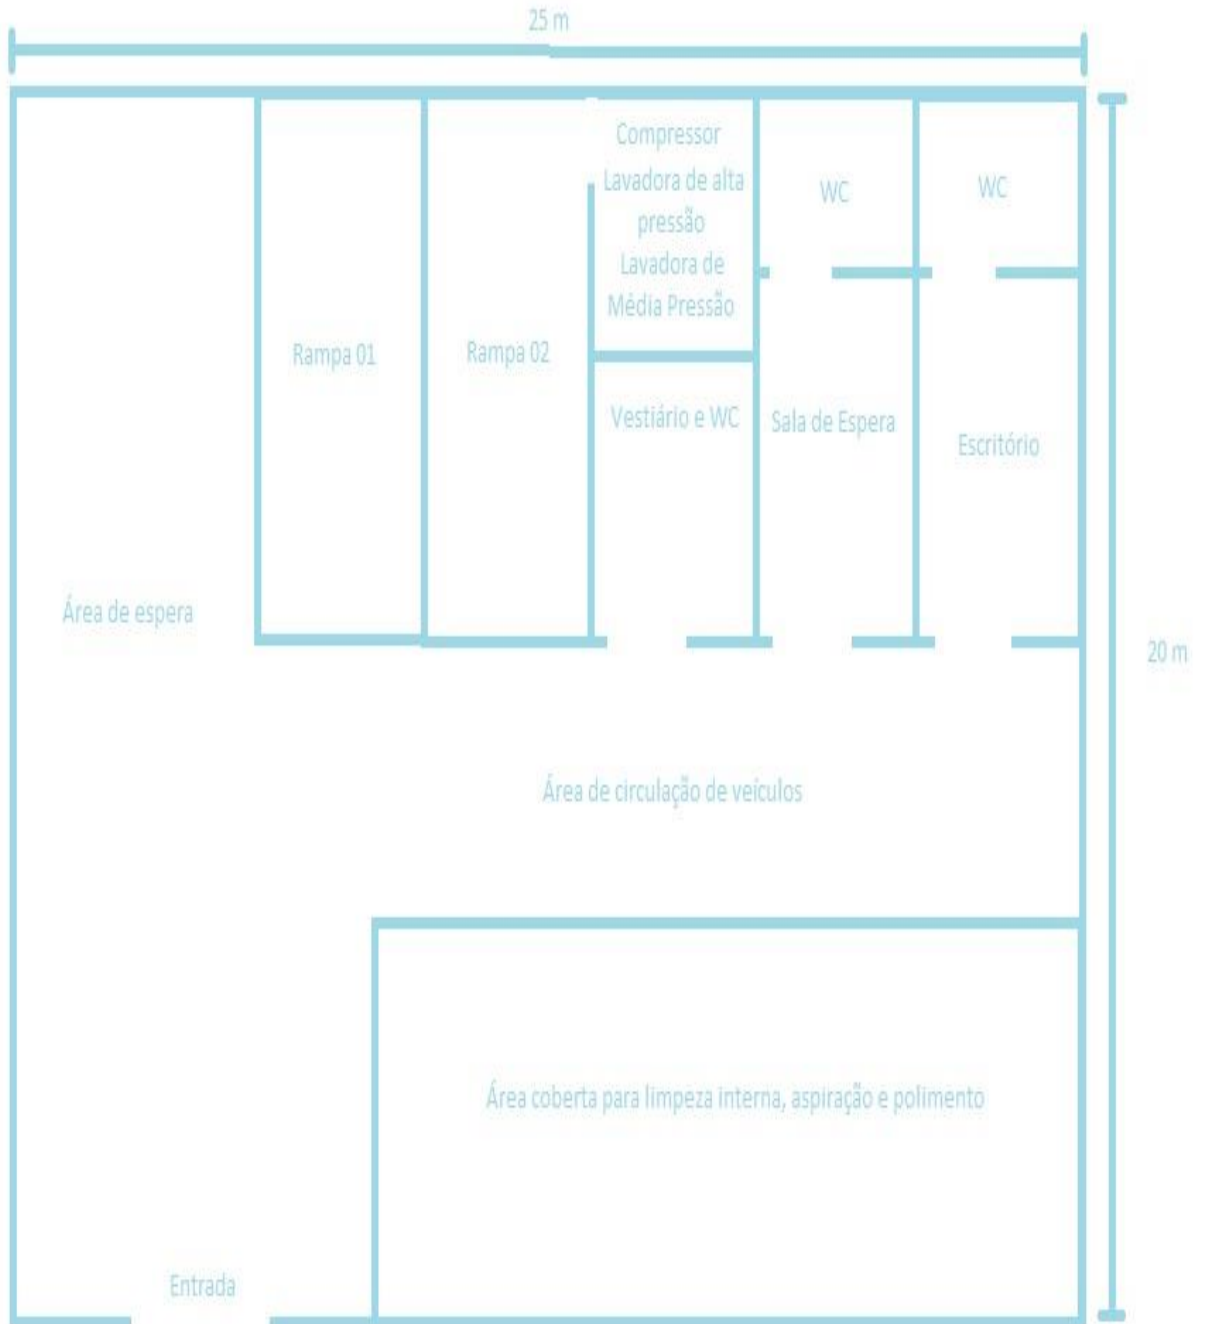 25 m
Compressor
Lavadora de alta
pressão
Lavadora de
Média Pressão
WC
WC
Rampa 01
Rampa 02
Vestiário e WC
Sala de Espera
Escritório
Área de espera
20 m
Área de circulação de veículos
Área coberta para limpeza interna, aspiração e polimento
Entrada